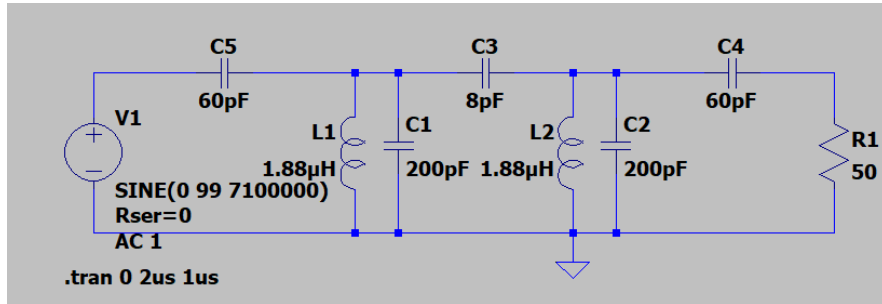 C5
60pF
C3
8pF
C4
60pF
V1
L1
1.88µH
C1
200pF
L2
1.88µH
C2
200pF
R1
50
SINE(0 99 7100000)
Rser=0
AC 1
.tran 0 2us 1us